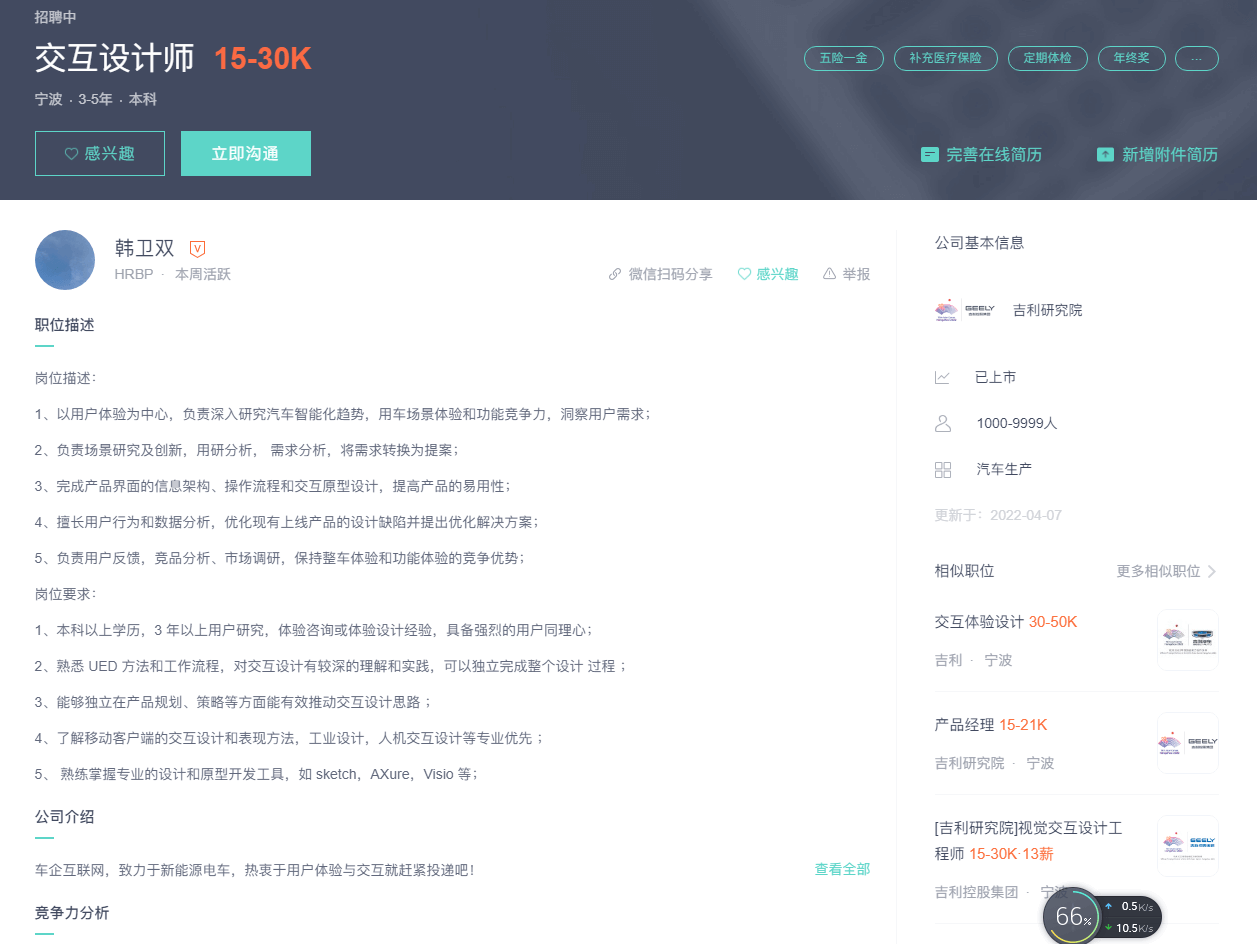 招聘中
交互设计师 15-30K
五险一金 补充医疗保险 定期体检 年终奖 ...
宁波 · 3-5年 · 本科
感兴趣 立即沟通
完善在线简历 新增附件简历
韩卫双
HRBP · 本周活跃
微信扫码分享 感兴趣 举报
职位描述
岗位描述：
1、以用户体验为中心，负责深入研究汽车智能化趋势，用车场景体验和功能竞争力，洞察用户需求；
2、负责场景研究及创新，用研分析， 需求分析，将需求转换为提案；
3、完成产品界面的信息架构、操作流程和交互原型设计，提高产品的易用性；
4、擅长用户行为和数据分析，优化现有上线产品的设计缺陷并提出优化解决方案；
5、负责用户反馈，竞品分析、市场调研，保持整车体验和功能体验的竞争优势；
岗位要求：
1、本科以上学历，3 年以上用户研究，体验咨询或体验设计经验，具备强烈的用户同理心；
2、熟悉 UED 方法和工作流程，对交互设计有较深的理解和实践，可以独立完成整个设计 过程；
3、能够独立在产品规划、策略等方面能有效推动交互设计思路；
4、了解移动客户端的交互设计和表现方法，工业设计，人机交互设计等专业优先；
5、 熟练掌握专业的设计和原型开发工具，如 sketch，AXure，Visio 等；
公司介绍
车企互联网，致力于新能源电车，热衷于用户体验与交互就赶紧投递吧！
查看全部
竞争力分析
公司基本信息
GEELY
吉利研究院
已上市
1000-9999人
汽车生产
更新于：2022-04-07
相似职位 更多相似职位
交互体验设计 30-50K
吉利 · 宁波
产品经理 15-21K
GEELY
吉利研究院 · 宁波
[吉利研究院]视觉交互设计工
程师 15-30K·13薪
GEELY
吉利控股集团 · 宁波
66%
0.5K/s
10.5K/s